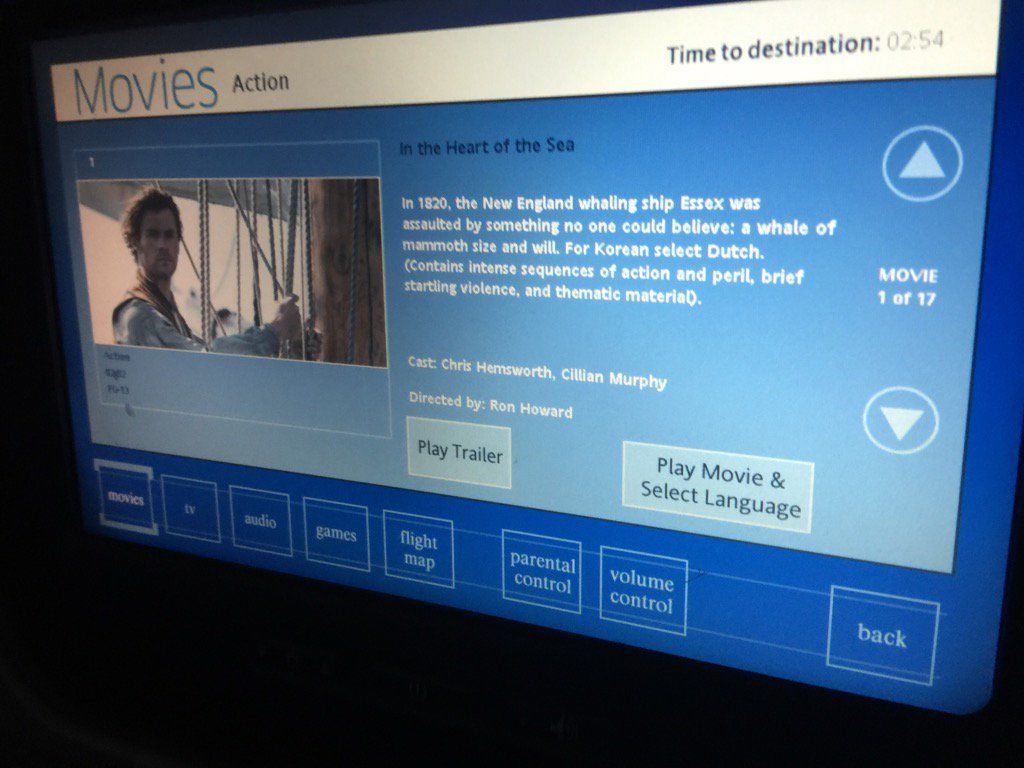 Movies Action
Time to destination: 02:54
1
In the Heart of the Sea
In 1820, the New England whaling ship Essex was
assaulted by something no one could believe: a whale of
mammoth size and will. For Korean select Dutch.
(Contains intense sequences of action and peril, brief
startling violence, and thematic material).
Cast: Chris Hemsworth, Cillian Murphy
Directed by: Ron Howard
Action
PG-13
MOVIE
1 of 17
Play Trailer
Play Movie &
Select Language
movies
tv
audio
games
flight
map
parental
control
volume
control
back